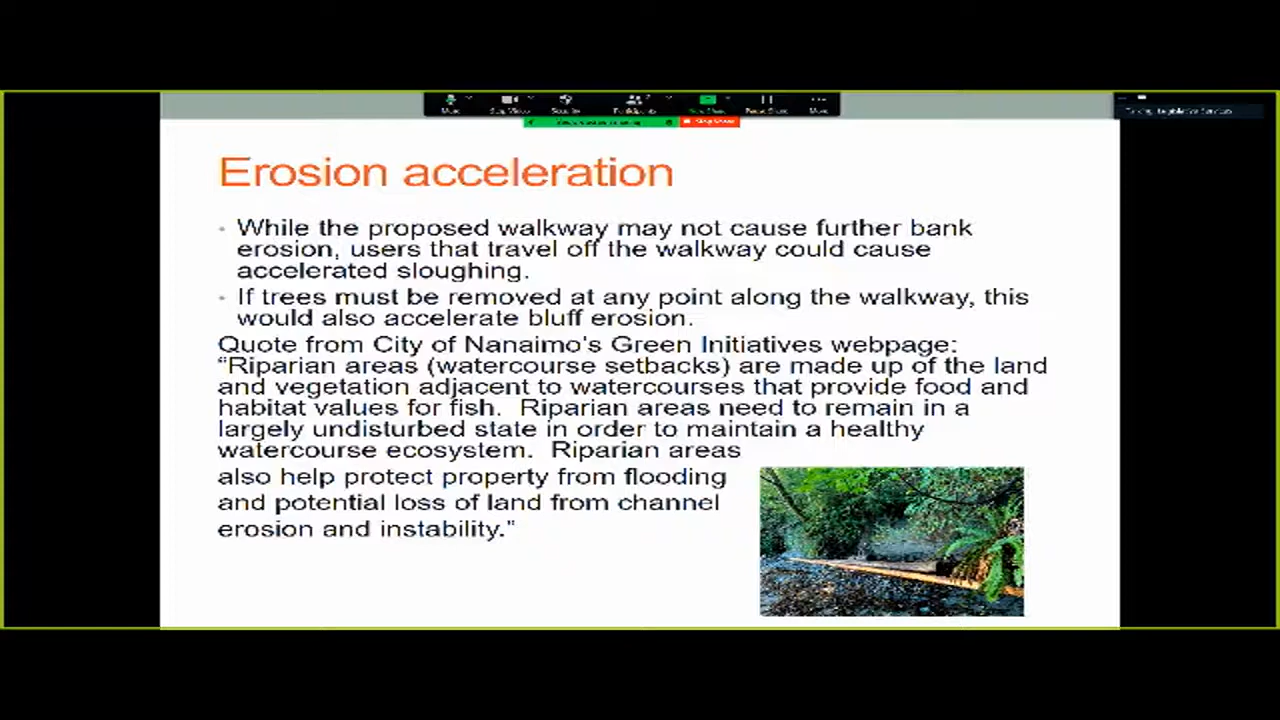 Erosion acceleration
While the proposed walkway may not cause further bank
erosion, users that travel off the walkway could cause
accelerated sloughing.
If trees must be removed at any point along the walkway, this
would also accelerate bluff erosion.
Quote from City of Nanaimo's Green Initiatives webpage:
“Riparian areas (watercourse setbacks) are made up of the land
and vegetation adjacent to watercourses that provide food and
habitat values for fish. Riparian areas need to remain in a
largely undisturbed state in order to maintain a healthy
watercourse ecosystem. Riparian areas
also help protect property from flooding
and potential loss of land from channel
erosion and instability.”